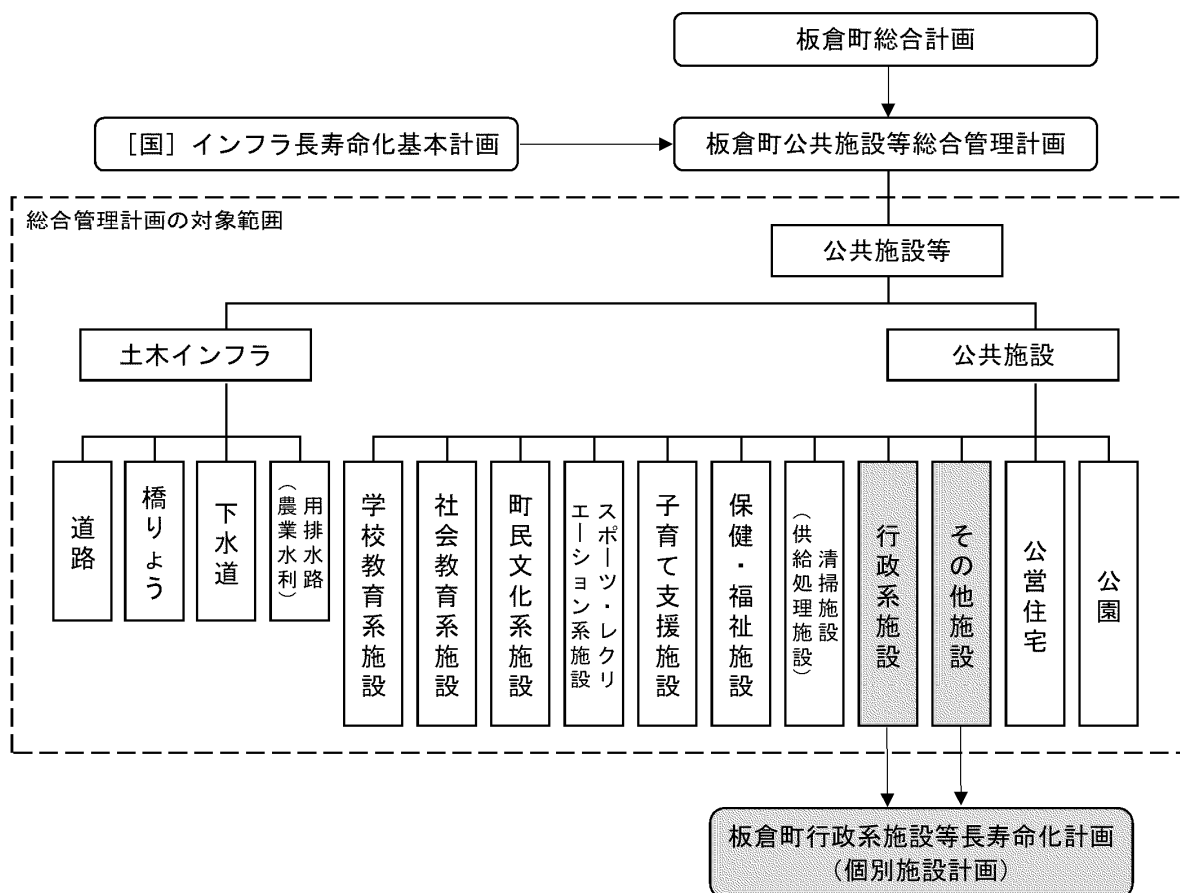 板倉町総合計画
［国］インフラ長寿命化基本計画
板倉町公共施設等総合管理計画
総合管理計画の対象範囲
公共施設等
土木インフラ
公共施設
道路
橋りょう
下水道
用排水路
（農業水利）
学校教育系施設
社会教育系施設
町民文化系施設
スポーツ・レクリ
エーション系施設
子育て支援施設
保健・福祉施設
清掃施設
（供給処理施設）
行政系施設
その他施設
公営住宅
公園
板倉町行政系施設等長寿命化計画
（個別施設計画）